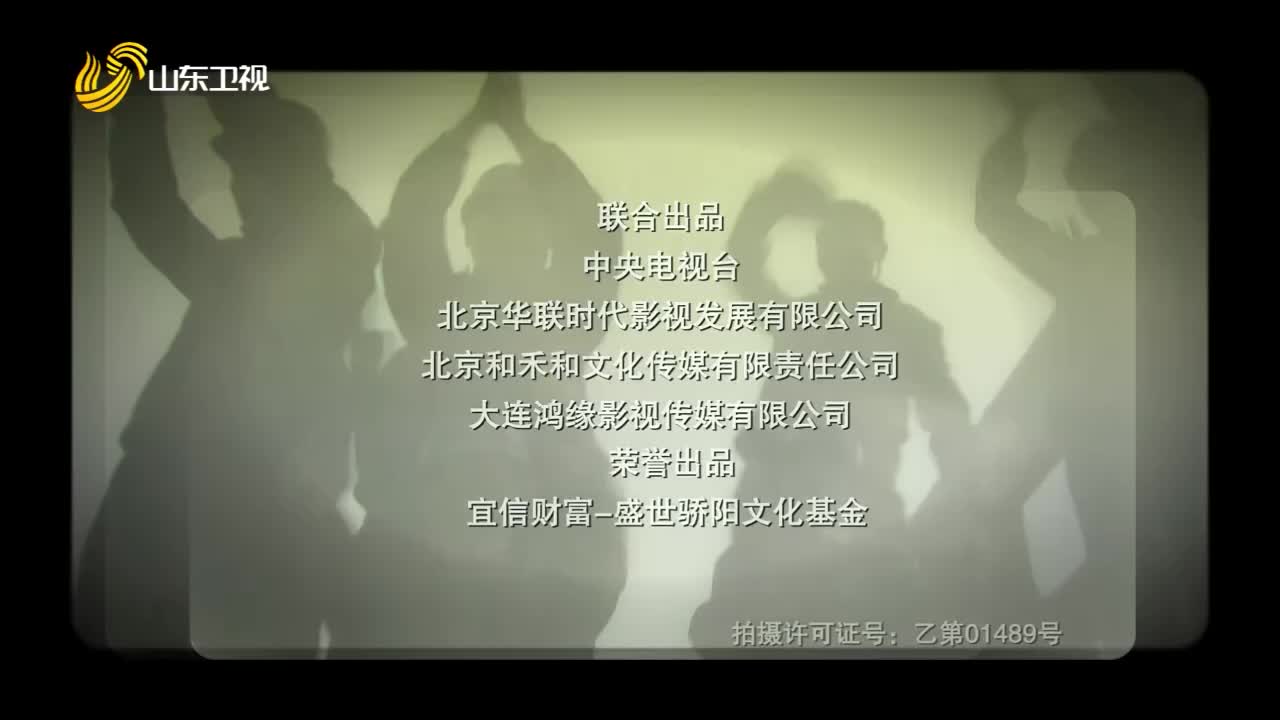 山东卫视
联合出品
中央电视台
北京华联时代影视发展有限公司
北京和禾和文化传媒有限责任公司
大连鸿缘影视传媒有限公司
荣誉出品
宜信财富-盛世骄阳文化基金
拍摄许可证号：乙第01489号